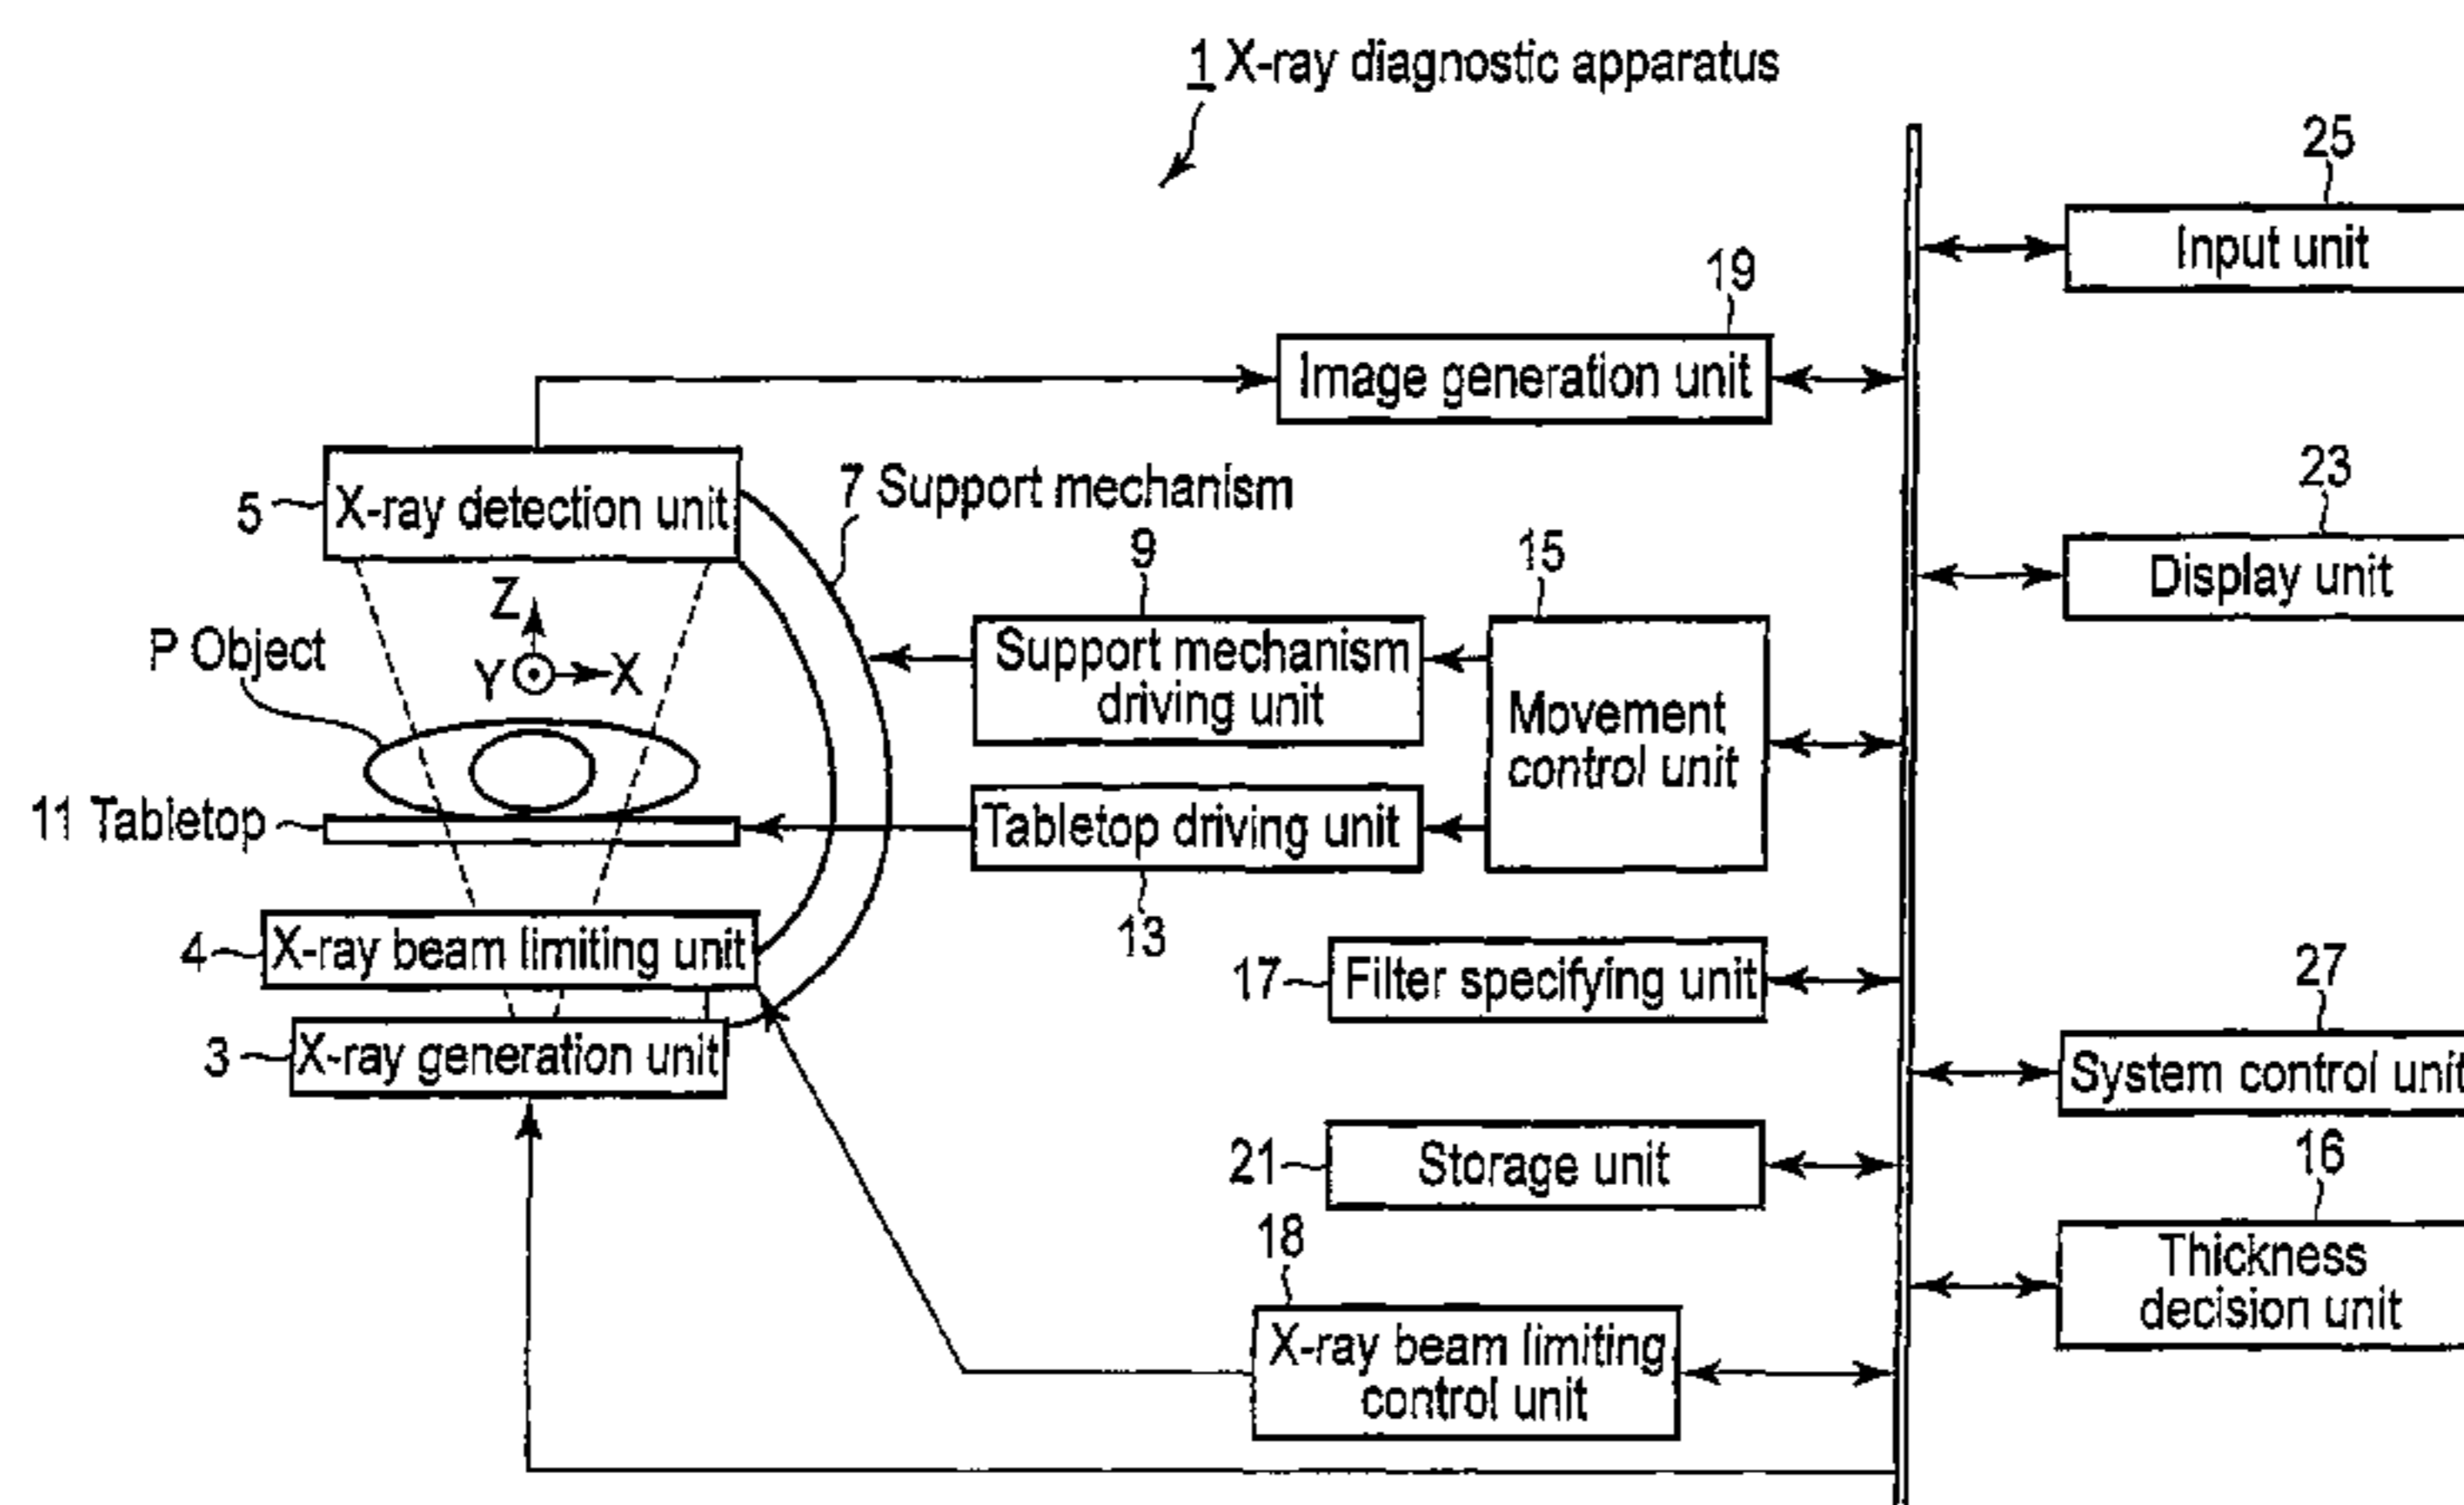 1 X-ray diagnostic apparatus
25
Input unit
19
Image generation unit
23
Display unit
5
X-ray detection unit
7 Support mechanism
9
Support mechanism
driving unit
15
Movement
control unit
Z
Y
X
P Object
11 Tabletop
Tabletop driving unit
13
4
X-ray beam limiting unit
17
Filter specifying unit
27
System control unit
3
X-ray generation unit
21
Storage unit
16
Thickness
decision unit
18
X-ray beam limiting
control unit